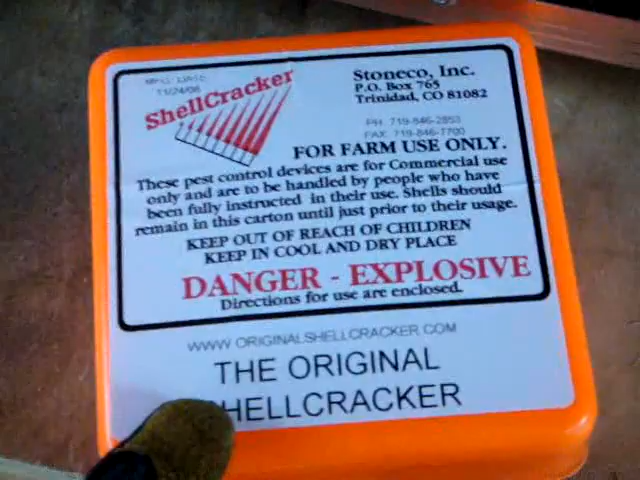 MFG. DATE
11/24/08
ShellCracker
Stoneco, Inc.
P.O. Box 765
Trinidad, CO 81082
PH. 719-846-2853
FAX. 719-846-7700
FOR FARM USE ONLY.
These pest control devices are for Commercial use
only and are to be handled by people who have
been fully instructed in their use. Shells should
remain in this carton until just prior to their usage.
KEEP OUT OF REACH OF CHILDREN
KEEP IN COOL AND DRY PLACE
DANGER - EXPLOSIVE
Directions for use are enclosed.
WWW.ORIGINALSHELLCRACKER.COM
THE ORIGINAL
HELLCRACKER